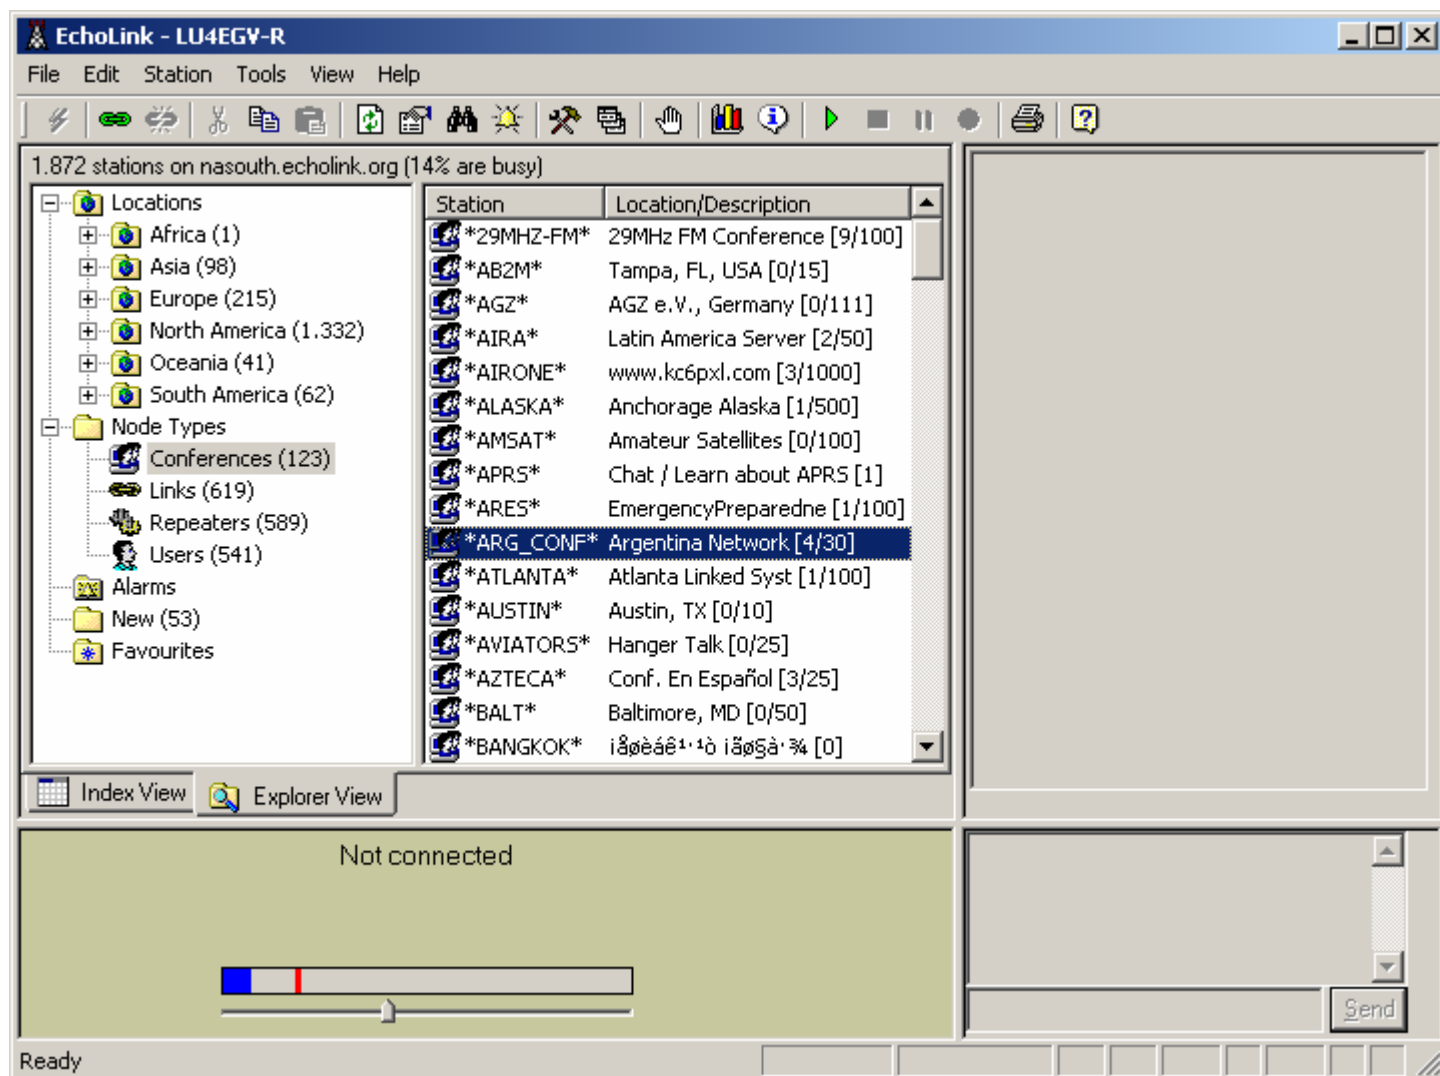 EchoLink - LU4EGV-R
File Edit Station Tools View Help
1.872 stations on nasouth.echolink.org (14% are busy)
Locations
Africa (1)
Asia (98)
Europe (215)
North America (1.332)
Oceania (41)
South America (62)
Node Types
Conferences (123)
Links (619)
Repeaters (589)
Users (541)
Alarms
New (53)
Favourites
Station Location/Description
*29MHZ-FM* 29MHz FM Conference [9/100]
*AB2M* Tampa, FL, USA [0/15]
*AGZ* AGZ e.V., Germany [0/111]
*AIRA* Latin America Server [2/50]
*AIRONE* www.kc6pxl.com [3/1000]
*ALASKA* Anchorage Alaska [1/500]
*AMSAT* Amateur Satellites [0/100]
*APRS* Chat / Learn about APRS [1]
*ARES* EmergencyPreparedne [1/100]
*ARG_CONF* Argentina Network [4/30]
*ATLANTA* Atlanta Linked Syst [1/100]
*AUSTIN* Austin, TX [0/10]
*AVIATORS* Hanger Talk [0/25]
*AZTECA* Conf. En Español [3/25]
*BALT* Baltimore, MD [0/50]
*BANGKOK* ìåøèáê¹·¹ò ìãø§à·¾ [0]
Index View Explorer View
Not connected
Send
Ready